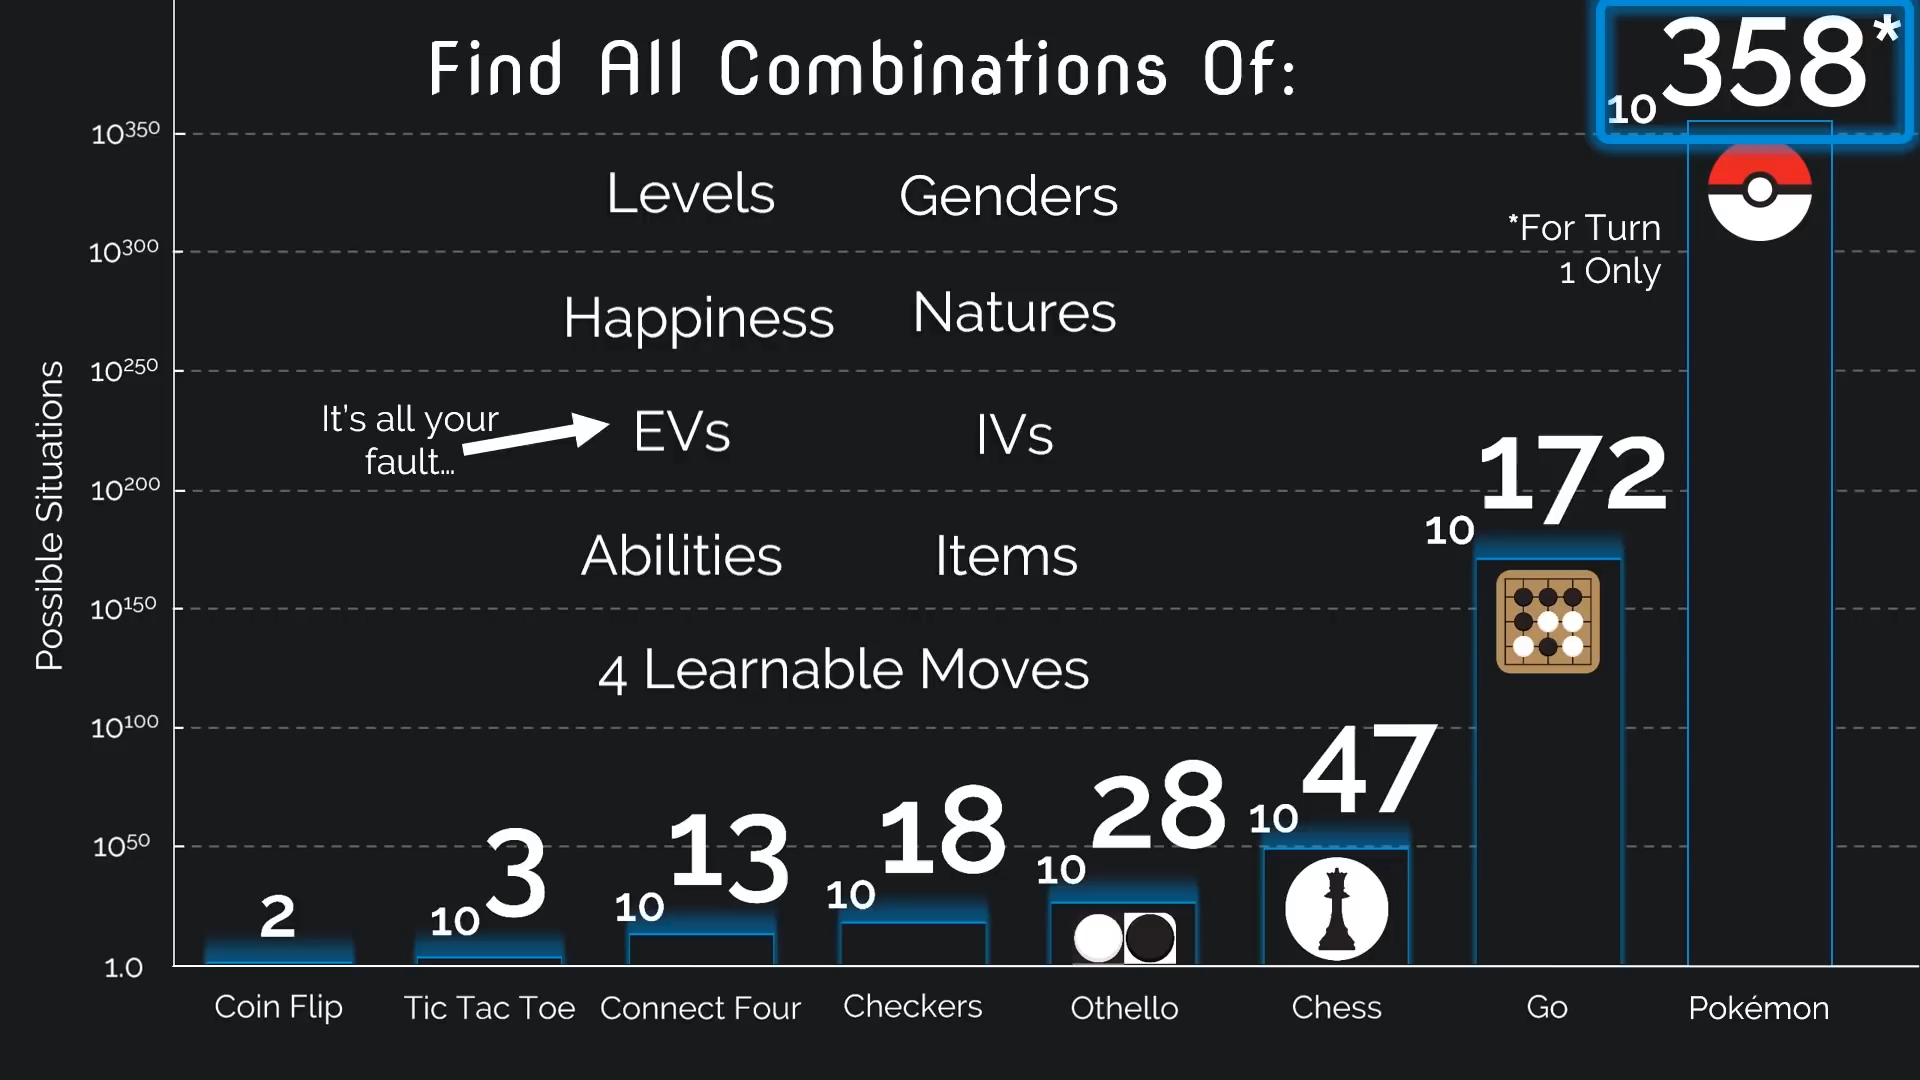 Find All Combinations Of:
10358*
Levels
Genders
*For Turn
1 Only
Happiness
Natures
It's all your
fault...
EVs
IVs
Abilities
Items
4 Learnable Moves
Possible Situations
10350
10300
10250
10200
10150
10100
1050
1.0
2
103
1013
1018
1028
1047
10172
Coin Flip
Tic Tac Toe
Connect Four
Checkers
Othello
Chess
Go
Pokémon